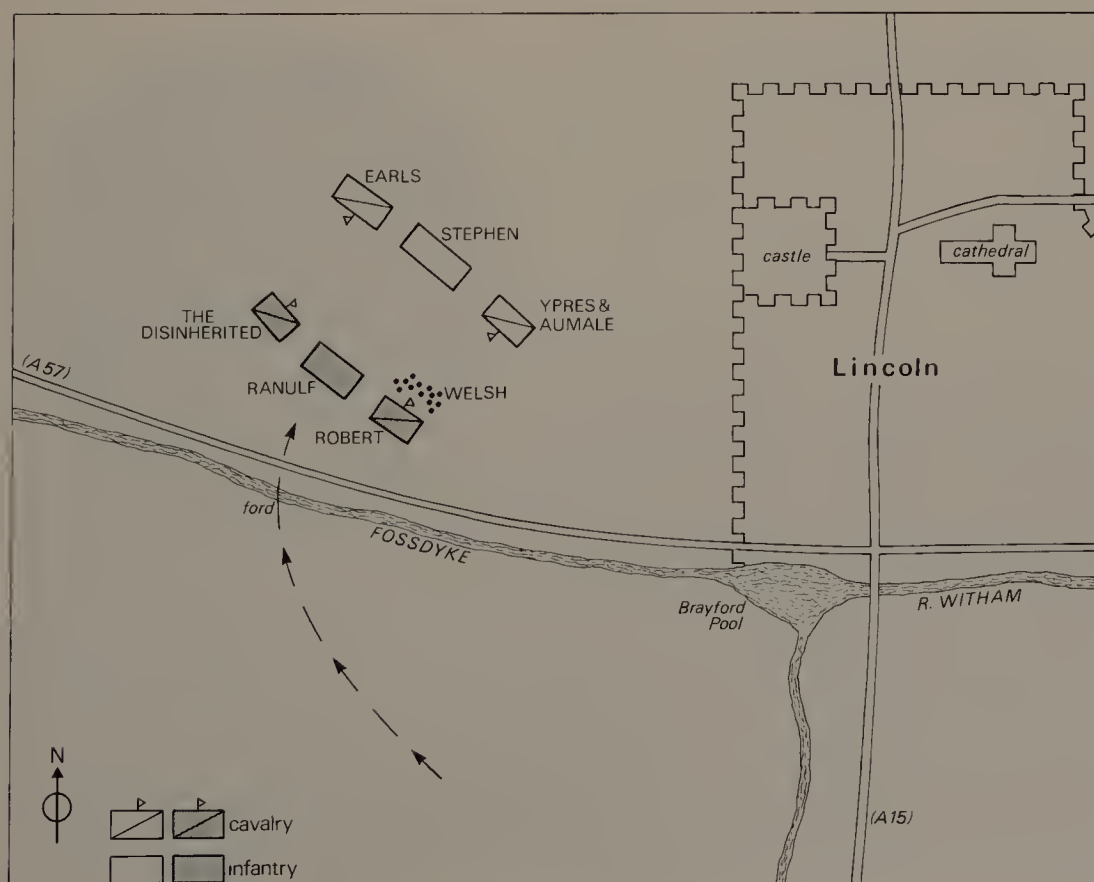 EARLS
STEPHEN
castle
cathedral
YPRES &
AUMALE
THE
DISINHERITED
Lincoln
(A57)
RANULF
WELSH
ROBERT
ford
FOSSDYKE
R. WITHAM
Brayford
Pool
N
(A15)
cavalry
infantry